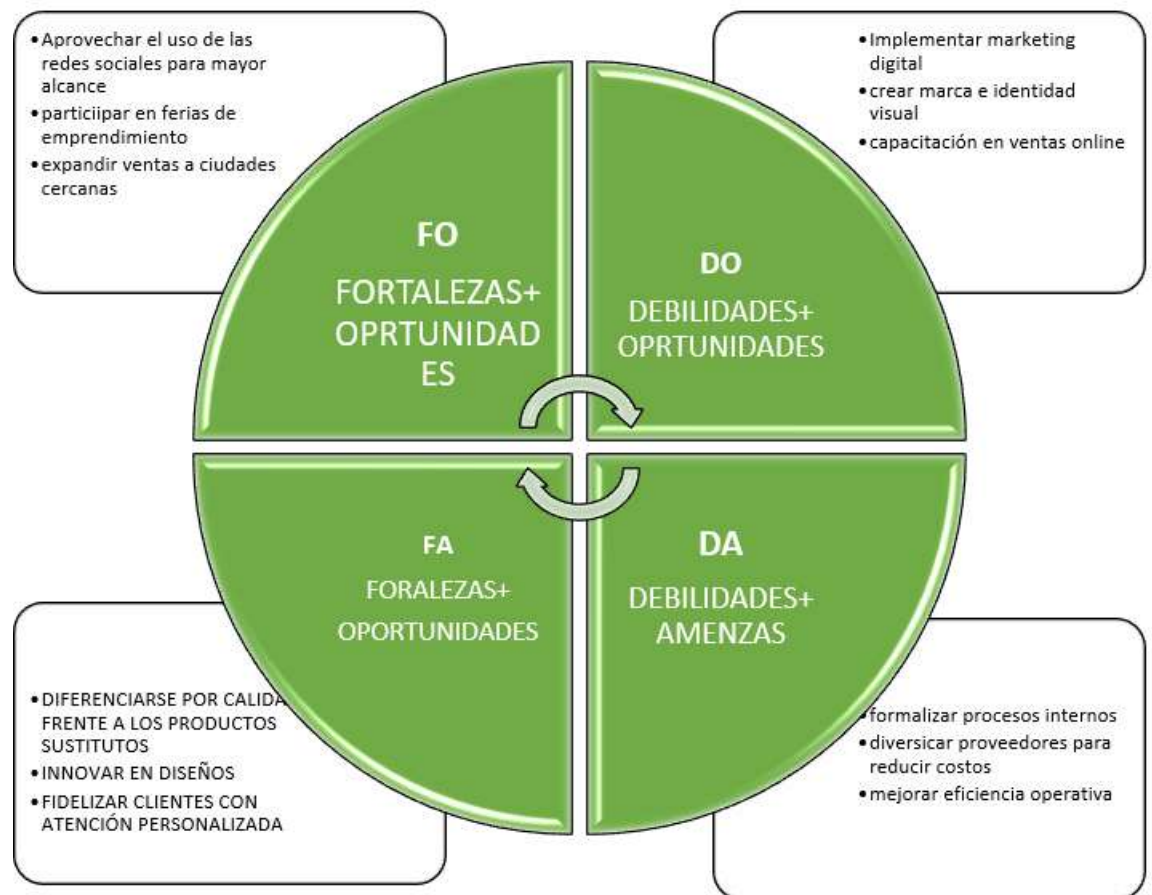 •Aprovechar el uso de las
redes sociales para mayor
alcance
•particiipar en ferias de
emprendimiento
•expandir ventas a ciudades
cercanas
•Implementar marketing
digital
•crear marca e identidad
visual
•capacitación en ventas online
FO
FORTALEZAS+
OPRTUNIDAD
ES
DO
DEBILIDADES+
OPRTUNIDADES
FA
FORALEZAS+
OPORTUNIDADES
DA
DEBILIDADES+
AMENZAS
•DIFERENCIARSE POR CALIDA
FRENTE A LOS PRODUCTOS
SUSTITUTOS
•INNOVAR EN DISEÑOS
•FIDELIZAR CLIENTES CON
ATENCIÓN PERSONALIZADA
•formalizar procesos internos
•diversicar proveedores para
reducir costos
•mejorar eficiencia operativa